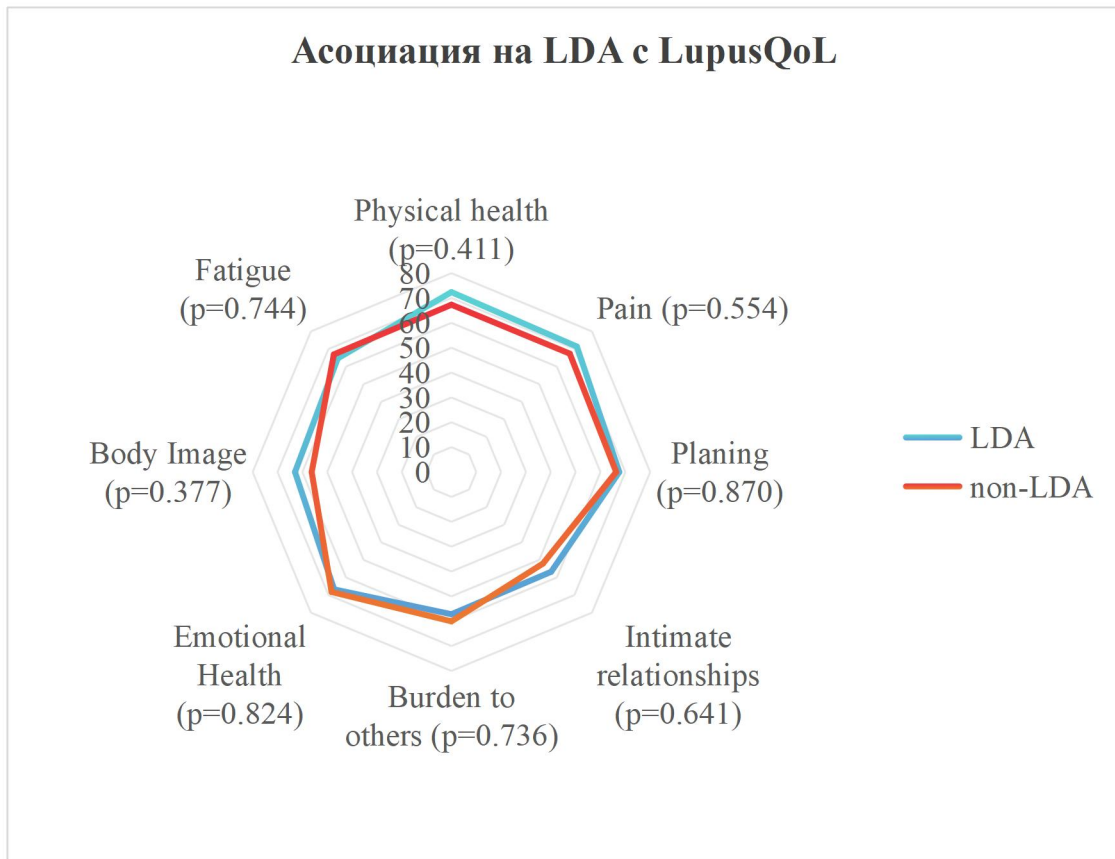 Асоциация на LDA с LupusQoL
Physical health
(p=0.411)
Pain (p=0.554)
Planing
(p=0.870)
Intimate
relationships
(p=0.641)
Burden to
others (p=0.736)
Emotional
Health
(p=0.824)
Body Image
(p=0.377)
Fatigue
(p=0.744)
80
70
60
50
40
30
20
10
0
LDA
non-LDA